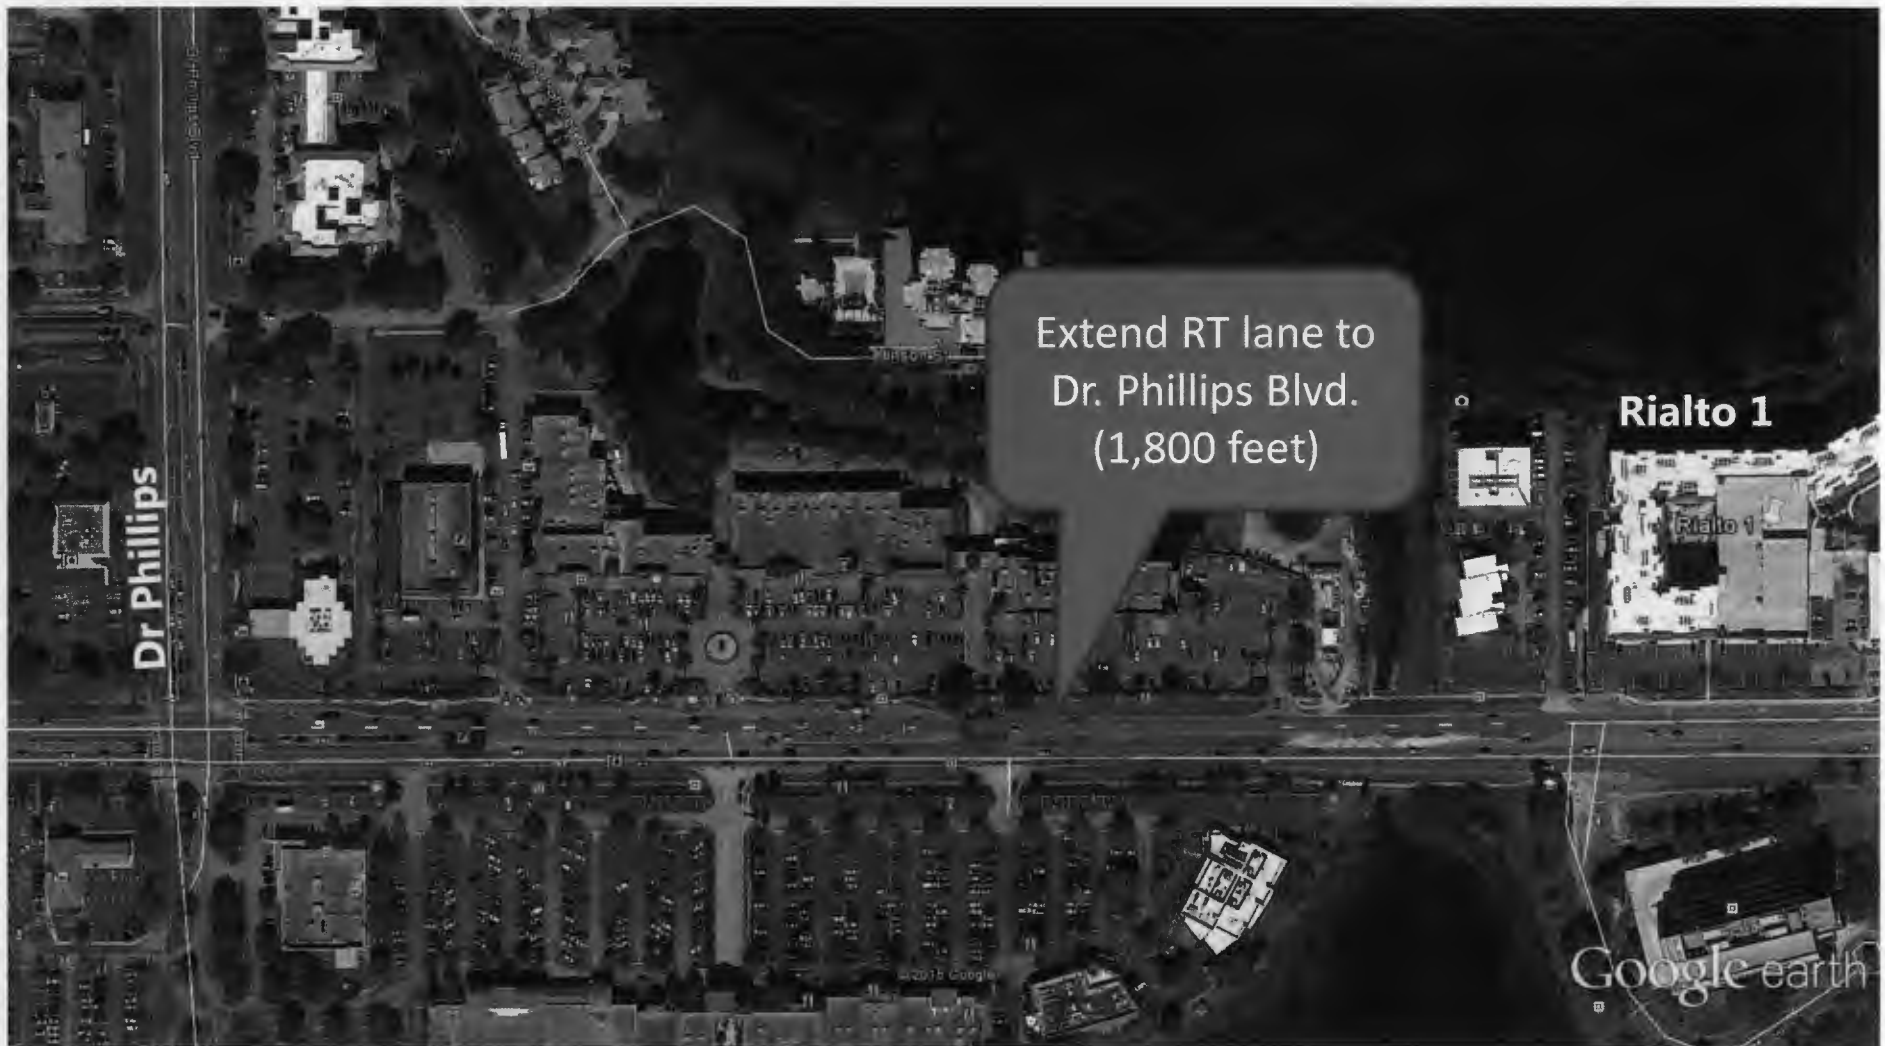 Extend RT lane to
Dr. Phillips Blvd.
(1,800 feet)
Rialto 1
Rialto 1
Dr Phillips
© 2015 Google
Google earth